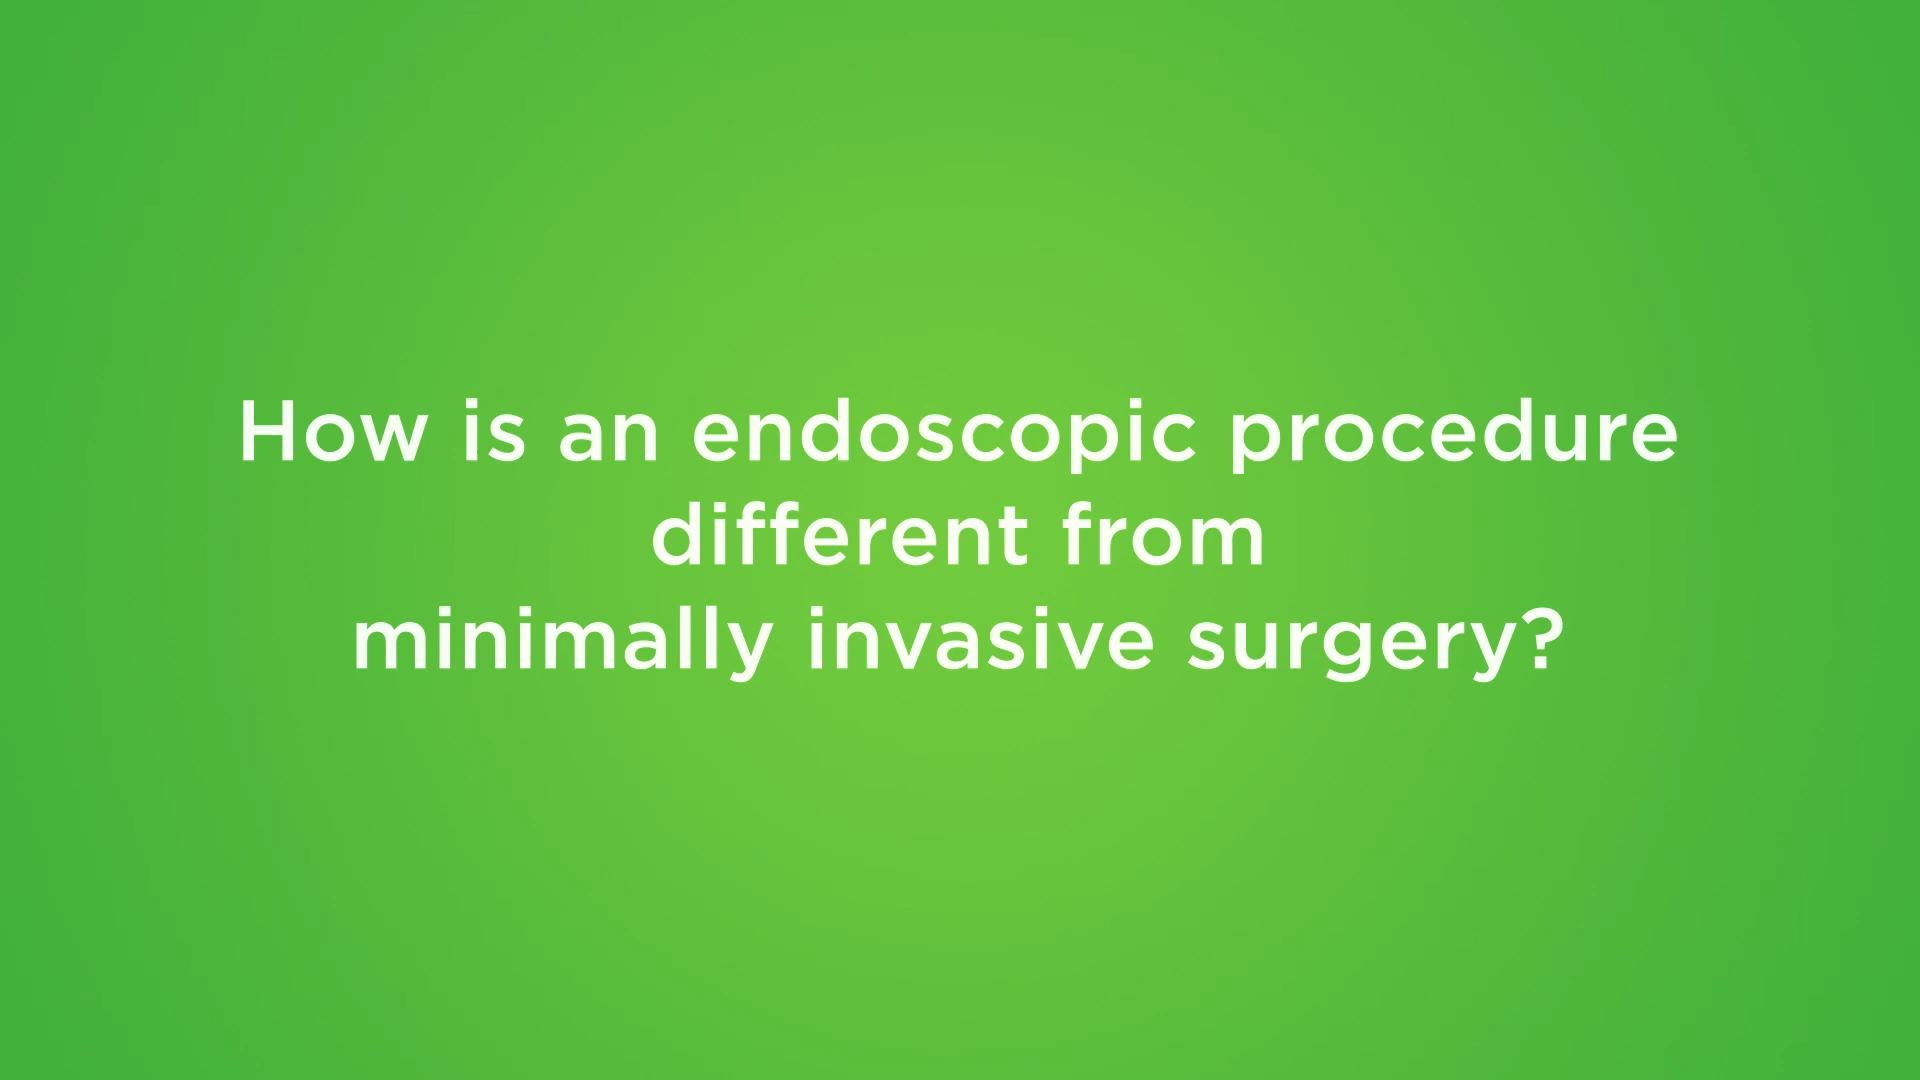 How is an endoscopic procedure
different from
minimally invasive surgery?